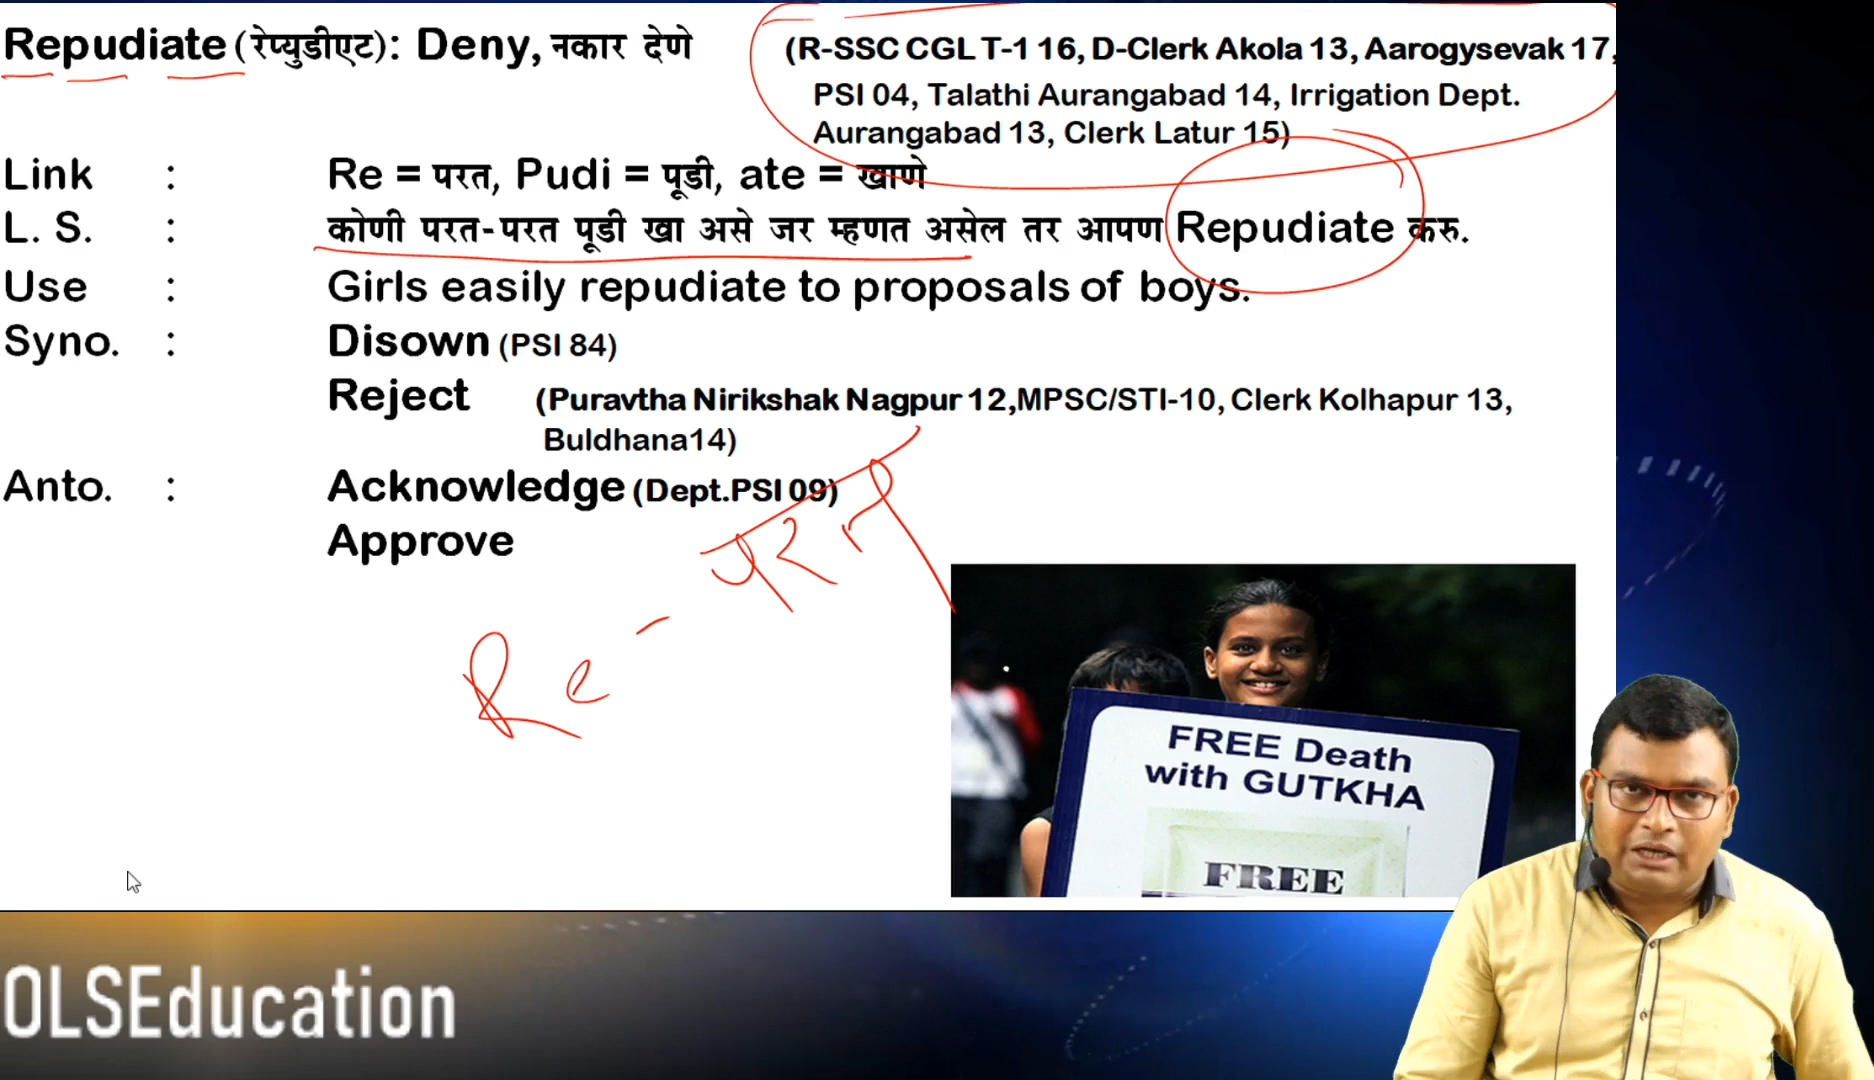 Repudiate (रेप्युडीएट): Deny, नकार देणे
(R-SSC CGL T-1 16, D-Clerk Akola 13, Aarogysevak 17,
PSI 04, Talathi Aurangabad 14, Irrigation Dept.
Aurangabad 13, Clerk Latur 15)
Link : Re = परत, Pudi = पूडी, ate = खाणे
L. S. : कोणी परत-परत पूडी खा असे जर म्हणत असेल तर आपण Repudiate करु.
Use : Girls easily repudiate to proposals of boys.
Syno. : Disown (PSI 84)
Reject (Puravtha Nirikshak Nagpur 12,MPSC/STI-10, Clerk Kolhapur 13,
Buldhana14)
Anto. : Acknowledge (Dept.PSI 09)
Approve
Re - परत
FREE Death
with GUTKHA
FREE
OLSEducation